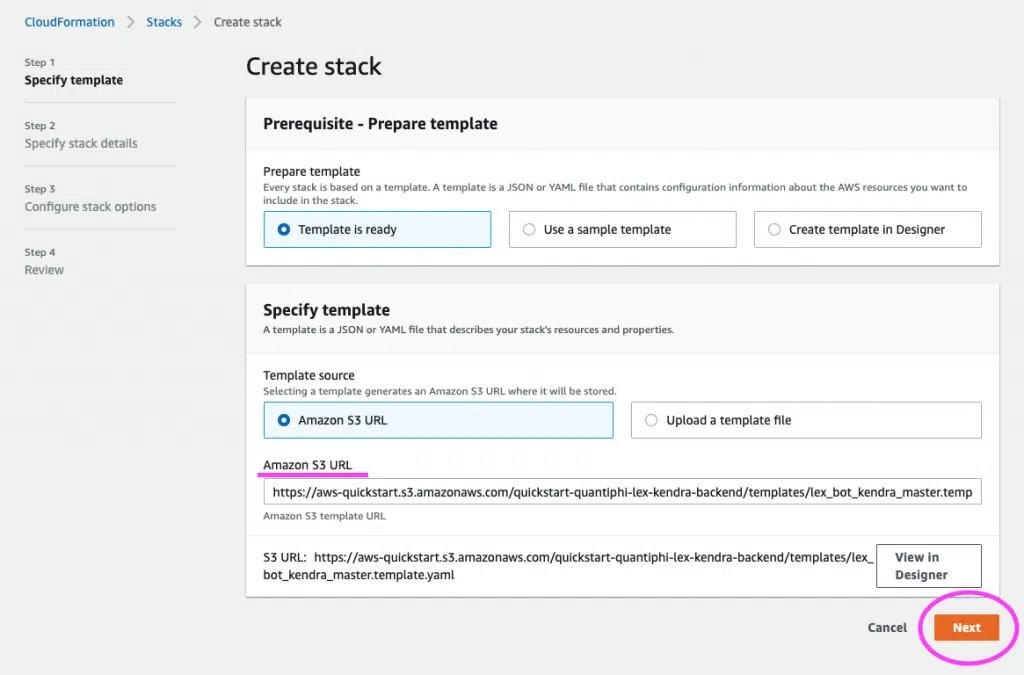 CloudFormation > Stacks > Create stack
Step 1
Specify template
Step 2
Specify stack details
Step 3
Configure stack options
Step 4
Review
Create stack
Prerequisite - Prepare template
Prepare template
Every stack is based on a template. A template is a JSON or YAML file that contains configuration information about the AWS resources you want to
include in the stack.
Template is ready
Use a sample template
Create template in Designer
Specify template
A template is a JSON or YAML file that describes your stack's resources and properties.
Template source
Selecting a template generates an Amazon S3 URL where it will be stored.
Amazon S3 URL
Upload a template file
Amazon S3 URL
https://aws-quickstart.s3.amazonaws.com/quickstart-quantiphi-lex-kendra-backend/templates/lex_bot_kendra_master.temp
Amazon S3 template URL
S3 URL: https://aws-quickstart.s3.amazonaws.com/quickstart-quantiphi-lex-kendra-backend/templates/lex_
bot_kendra_master.template.yaml
View in
Designer
Cancel
Next